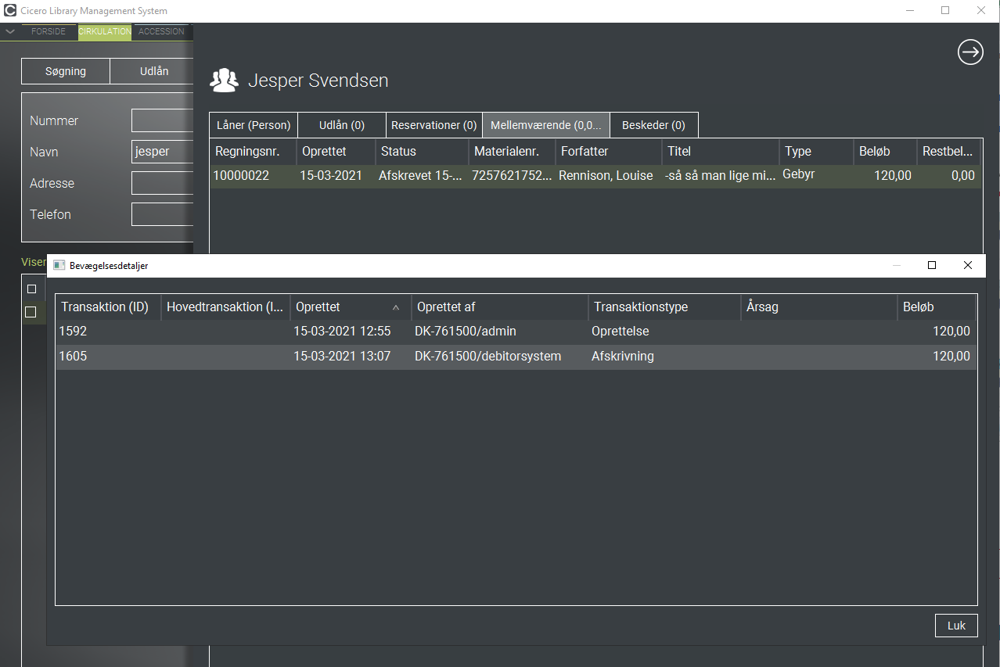 Cicero Library Management System
FORSIDE CIRKULATION ACCESSION
Søgning Udlån
Nummer
Navn jesper
Adresse
Telefon
Viser
Jesper Svendsen
Låner (Person) Udlån (0) Reservationer (0) Mellemværende (0,0... Beskeder (0)
Regningsnr. Oprettet Status Materialenr. Forfatter Titel Type Beløb Restbel...
10000022 15-03-2021 Afskrevet 15-... 7257621752... Rennison, Louise -så så man lige mi... Gebyr 120,00 0,00
Bevægelsesdetaljer
Transaktion (ID) Hovedtransaktion (I... Oprettet Oprettet af Transaktionstype Årsag Beløb
1592 15-03-2021 12:55 DK-761500/admin Oprettelse 120,00
1605 15-03-2021 13:07 DK-761500/debitorsystem Afskrivning 120,00
Luk